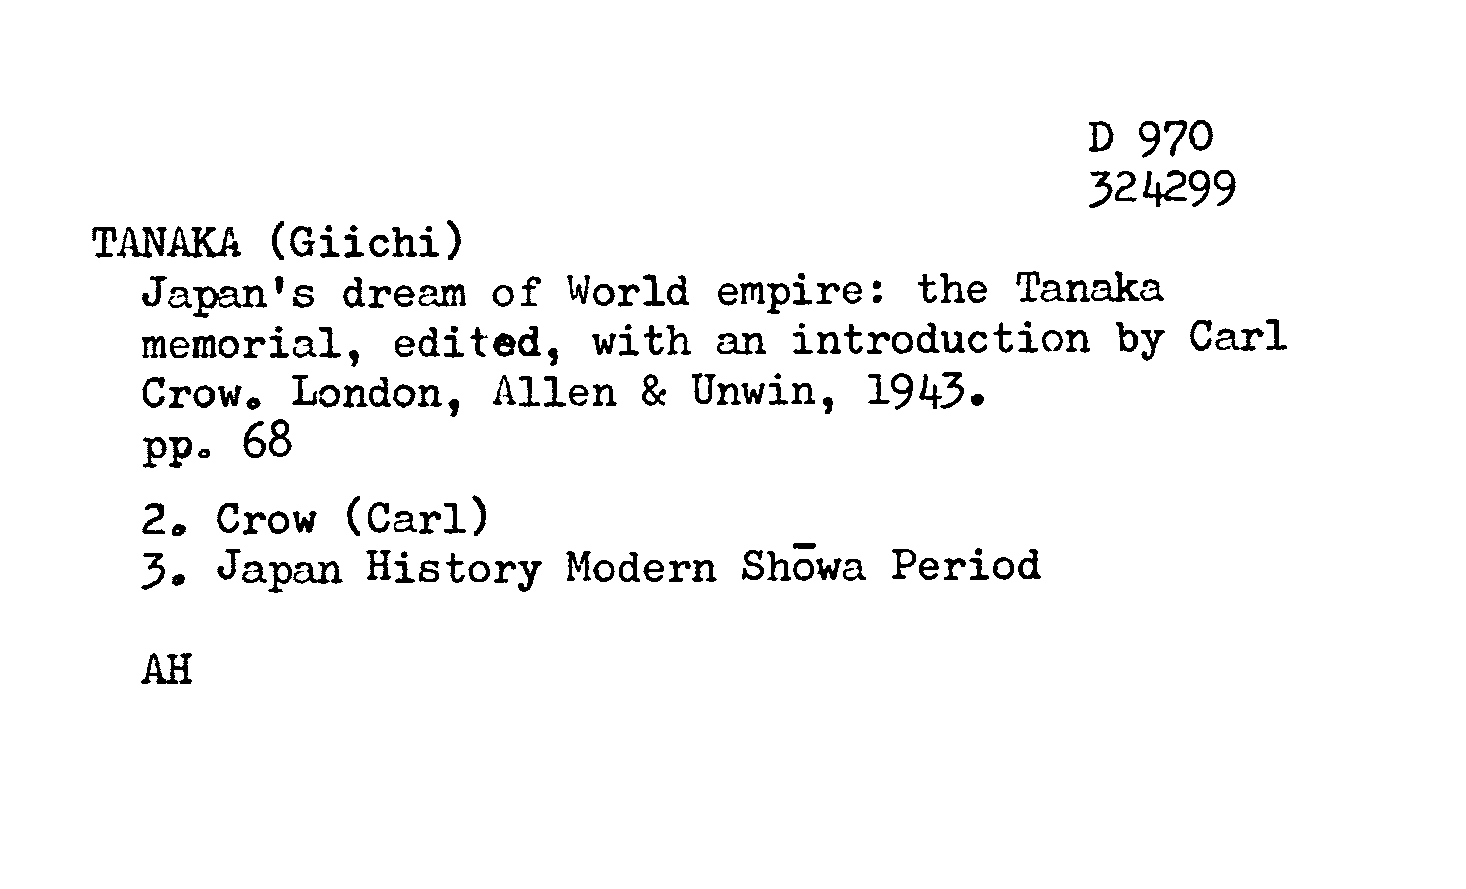 D 970
324299
TANAKA (Giichi)
Japan's dream of World empire: the Tanaka
memorial, edited, with an introduction by Carl
Crow. London, Allen & Unwin, 1943.
pp. 68
2. Crow (Carl)
3. Japan History Modern Shōwa Period
AH